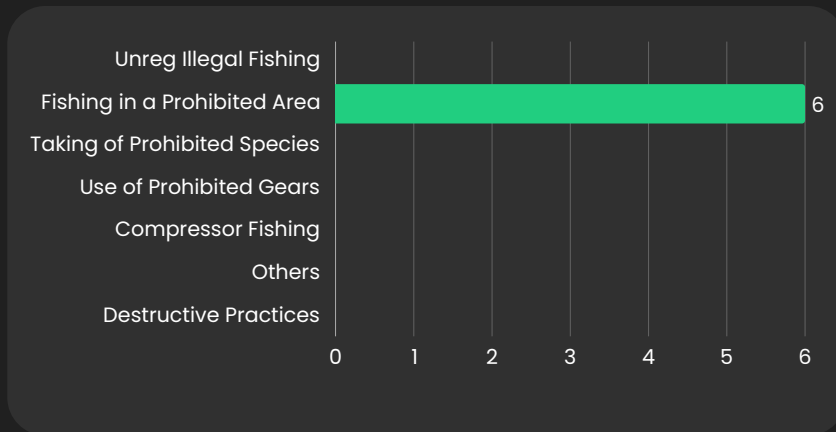 Unreg Illegal Fishing
Fishing in a Prohibited Area
6
Taking of Prohibited Species
Use of Prohibited Gears
Compressor Fishing
Others
Destructive Practices
0 1 2 3 4 5 6